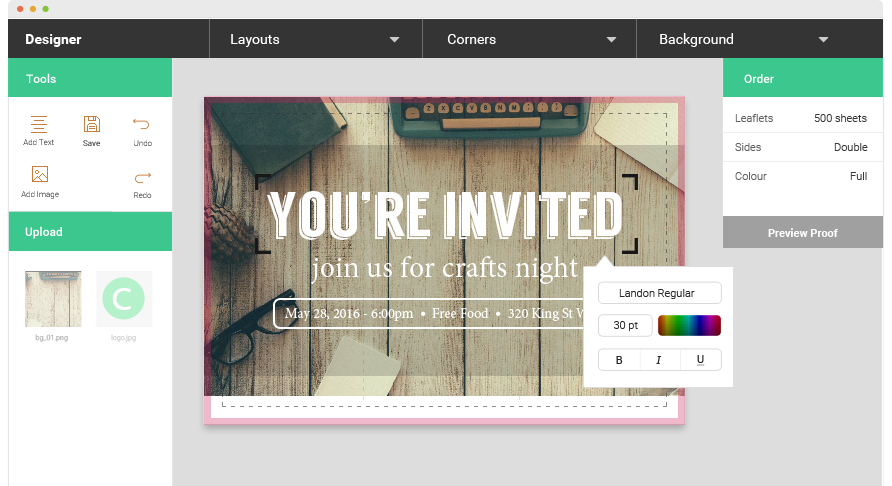 Designer
Layouts
Corners
Background
Tools
Add Text
Save
Undo
Add Image
Redo
Upload
C
bg_01.png
logo.jpg
Z X C V B N M
YOU'RE INVITED
join us for crafts night
May 28, 2016 - 6:00pm • Free Food • 320 King St W
Landon Regular
30 pt
B I U
Order
Leaflets 500 sheets
Sides Double
Colour Full
Preview Proof